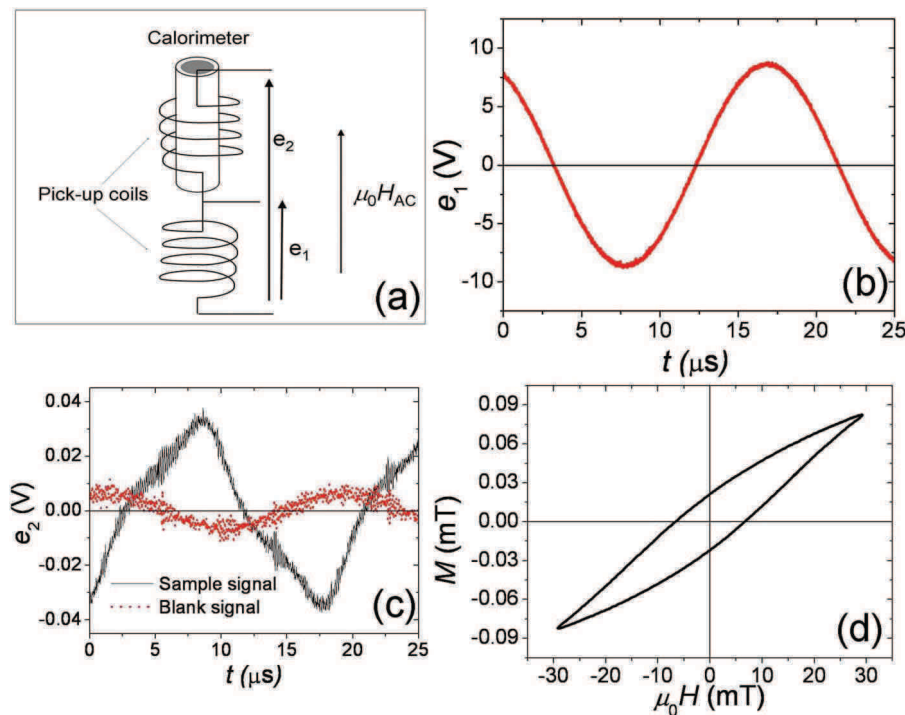 Calorimeter
Pick-up coils
e₂
e₁
μ₀H_AC
(a)
10
5
0
-5
-10
e₁ (V)
0 5 10 15 20 25
t (μs)
(b)
0.04
0.02
0.00
-0.02
-0.04
e₂ (V)
Sample signal
Blank signal
0 5 10 15 20 25
t (μs)
(c)
0.09
0.06
0.03
0.00
-0.03
-0.06
-0.09
M (mT)
-30 -20 -10 0 10 20 30
μ₀H (mT)
(d)